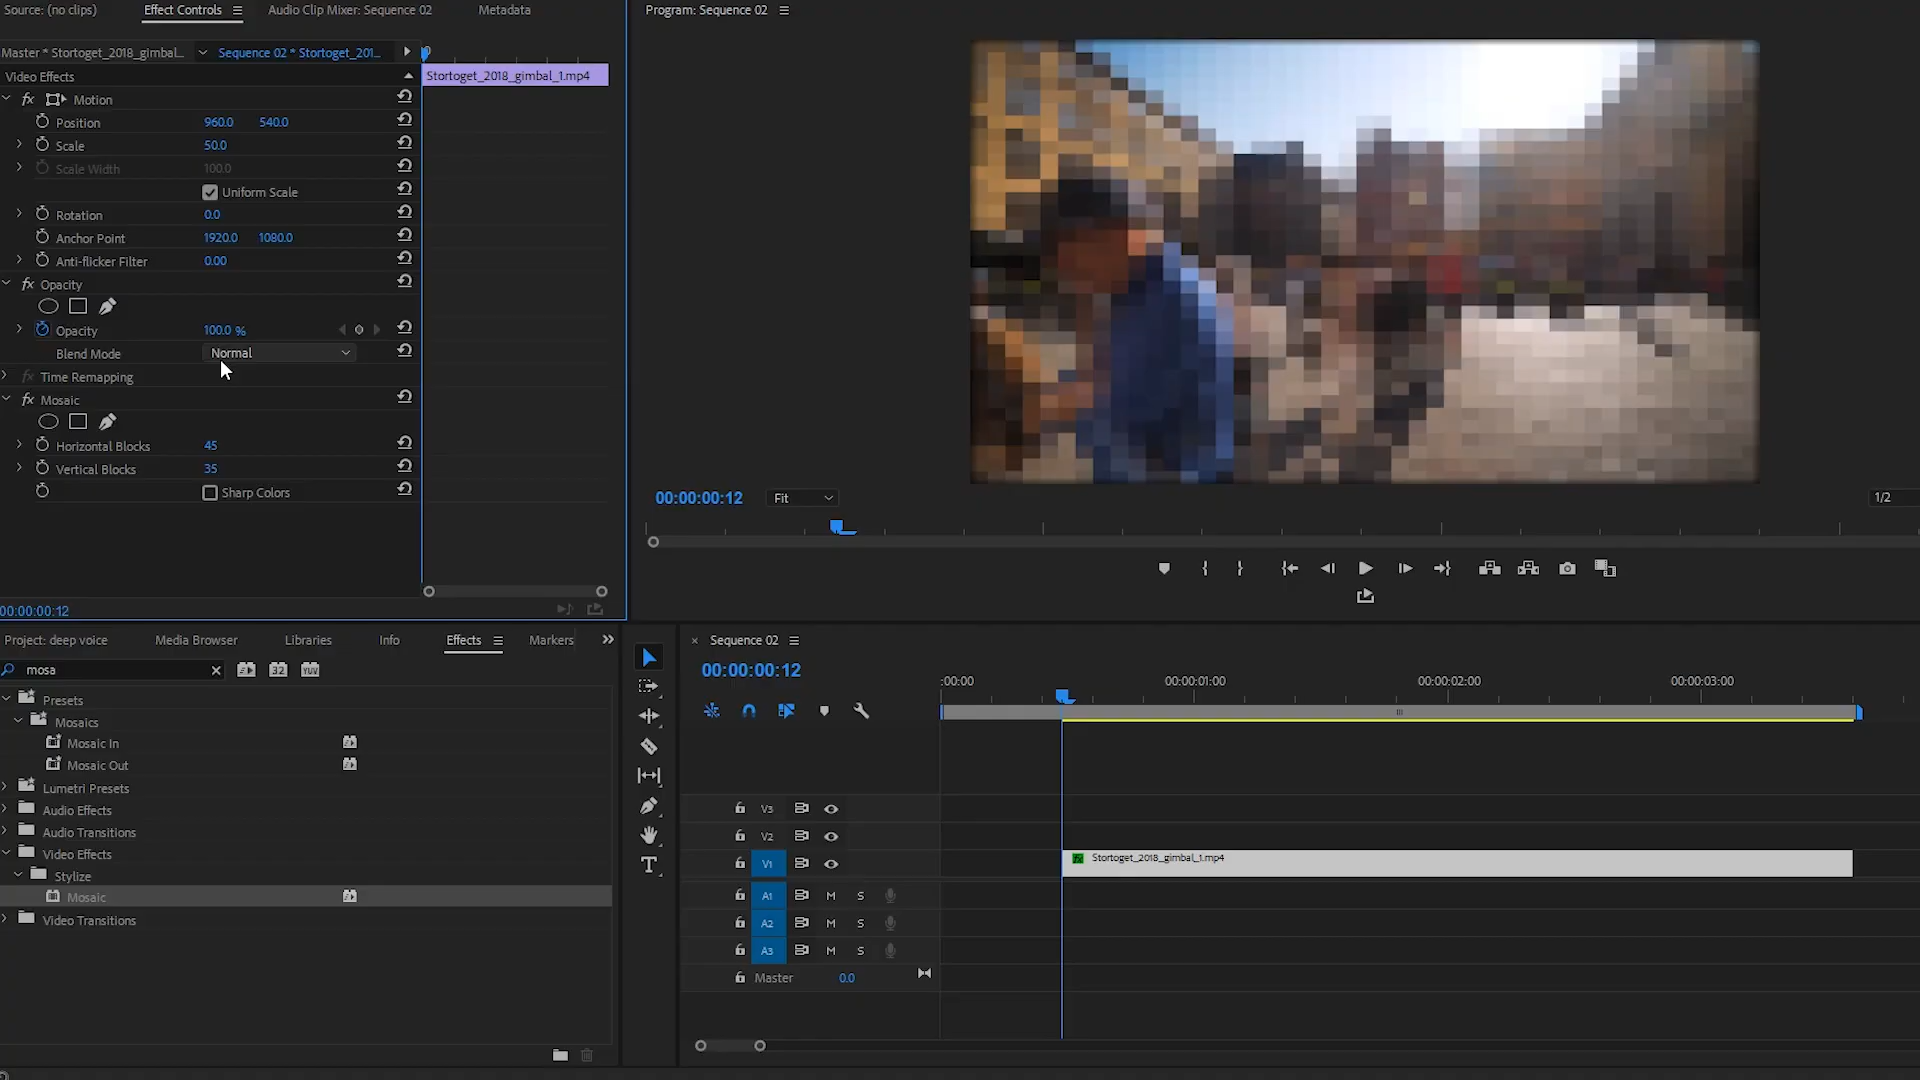 Source: (no clips) Effect Controls Audio Clip Mixer: Sequence 02 Metadata
Master * Stortoget_2018_gimbal... Sequence 02 * Stortoget_201...
Video Effects Stortoget_2018_gimbal_1.mp4
fx Motion
Position 960.0 540.0
Scale 50.0
Scale Width 100.0
Uniform Scale
Rotation 0.0
Anchor Point 1920.0 1080.0
Anti-flicker Filter 0.00
fx Opacity
Opacity 100.0 %
Blend Mode Normal
fx Time Remapping
fx Mosaic
Horizontal Blocks 45
Vertical Blocks 35
Sharp Colors
00:00:00:12
Program: Sequence 02
00:00:00:12 Fit 1/2
Project: deep voice Media Browser Libraries Info Effects Markers
mosa 32 YUV
Presets
Mosaics
Mosaic In
Mosaic Out
Lumetri Presets
Audio Effects
Audio Transitions
Video Effects
Stylize
Mosaic
Video Transitions
Sequence 02
00:00:00:12
:00:00 00:00:01:00 00:00:02:00 00:00:03:00
V3
V2
V1 fx Stortoget_2018_gimbal_1.mp4
A1 M S
A2 M S
A3 M S
Master 0.0